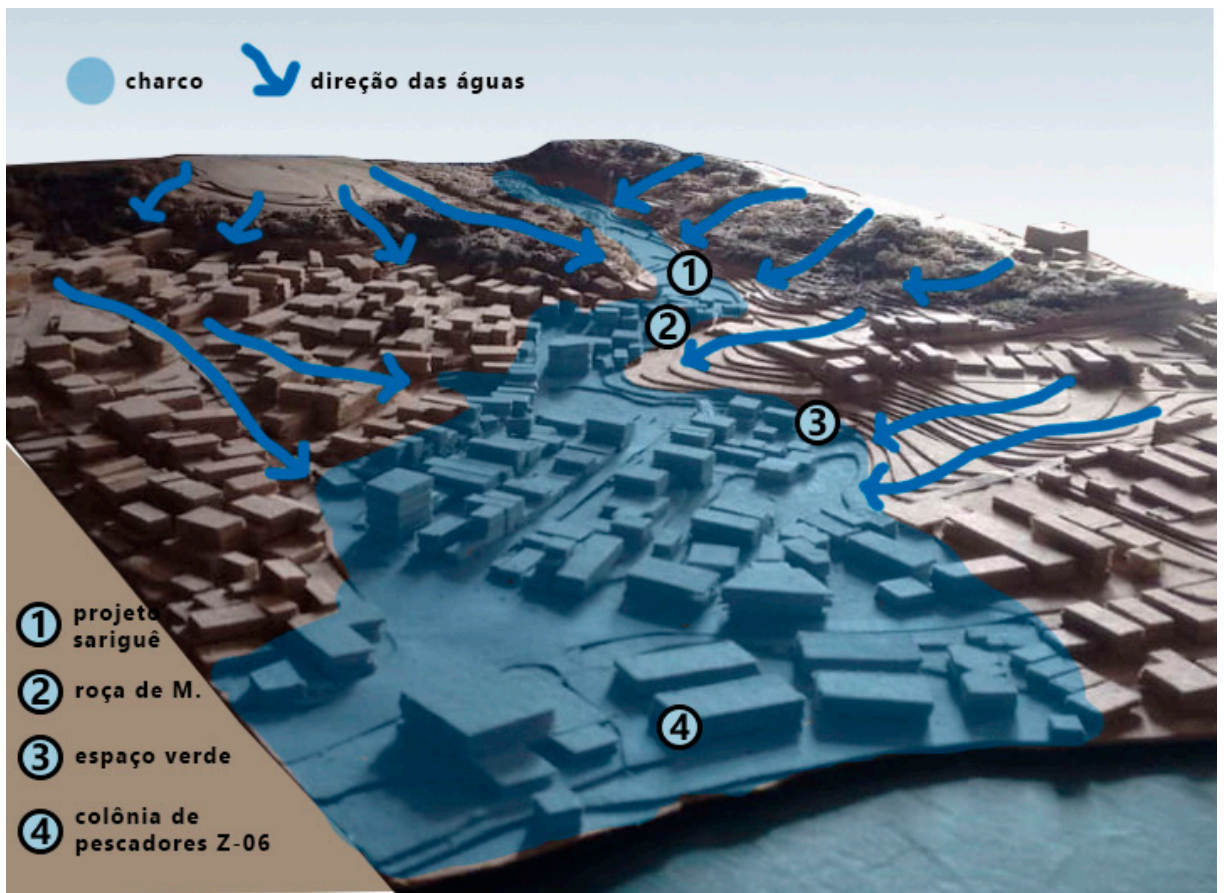 charco
direção das águas
1
2
3
4
1 projeto
sariguê
2 roça de M.
3 espaço verde
4 colônia de
pescadores Z-06